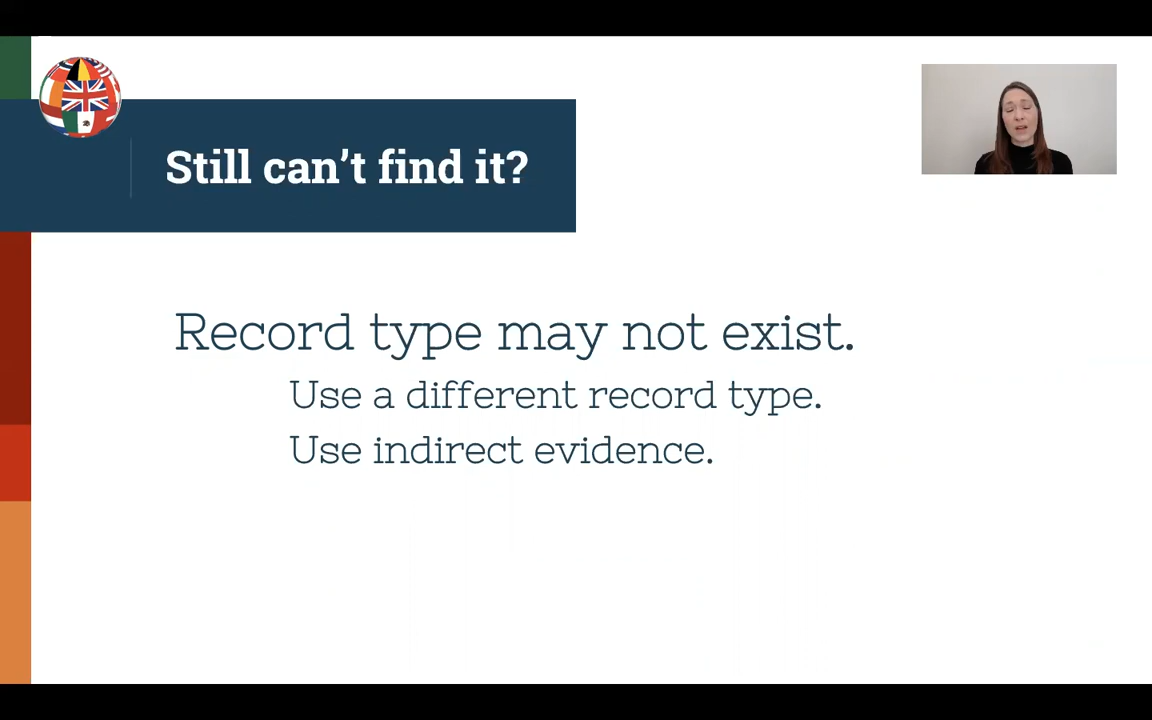 Still can’t find it?
Record type may not exist.
Use a different record type.
Use indirect evidence.